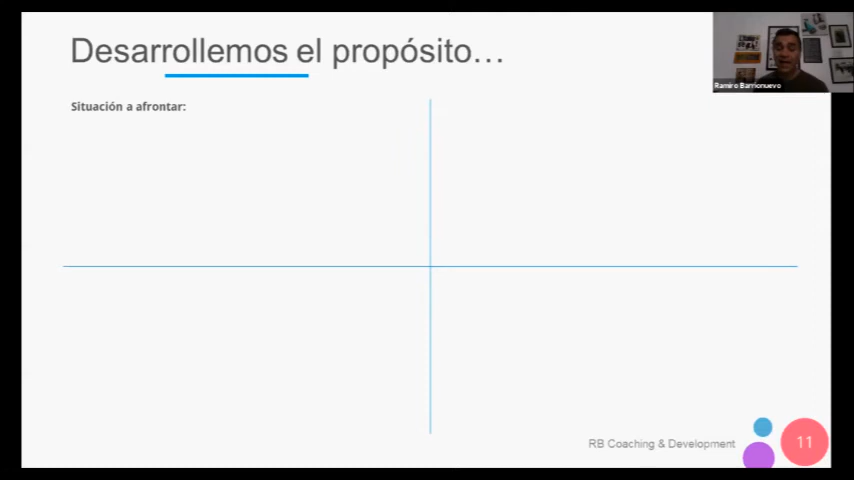 Desarrollemos el propósito…
Ramiro Barrionuevo
Situación a afrontar:
RB Coaching & Development
11